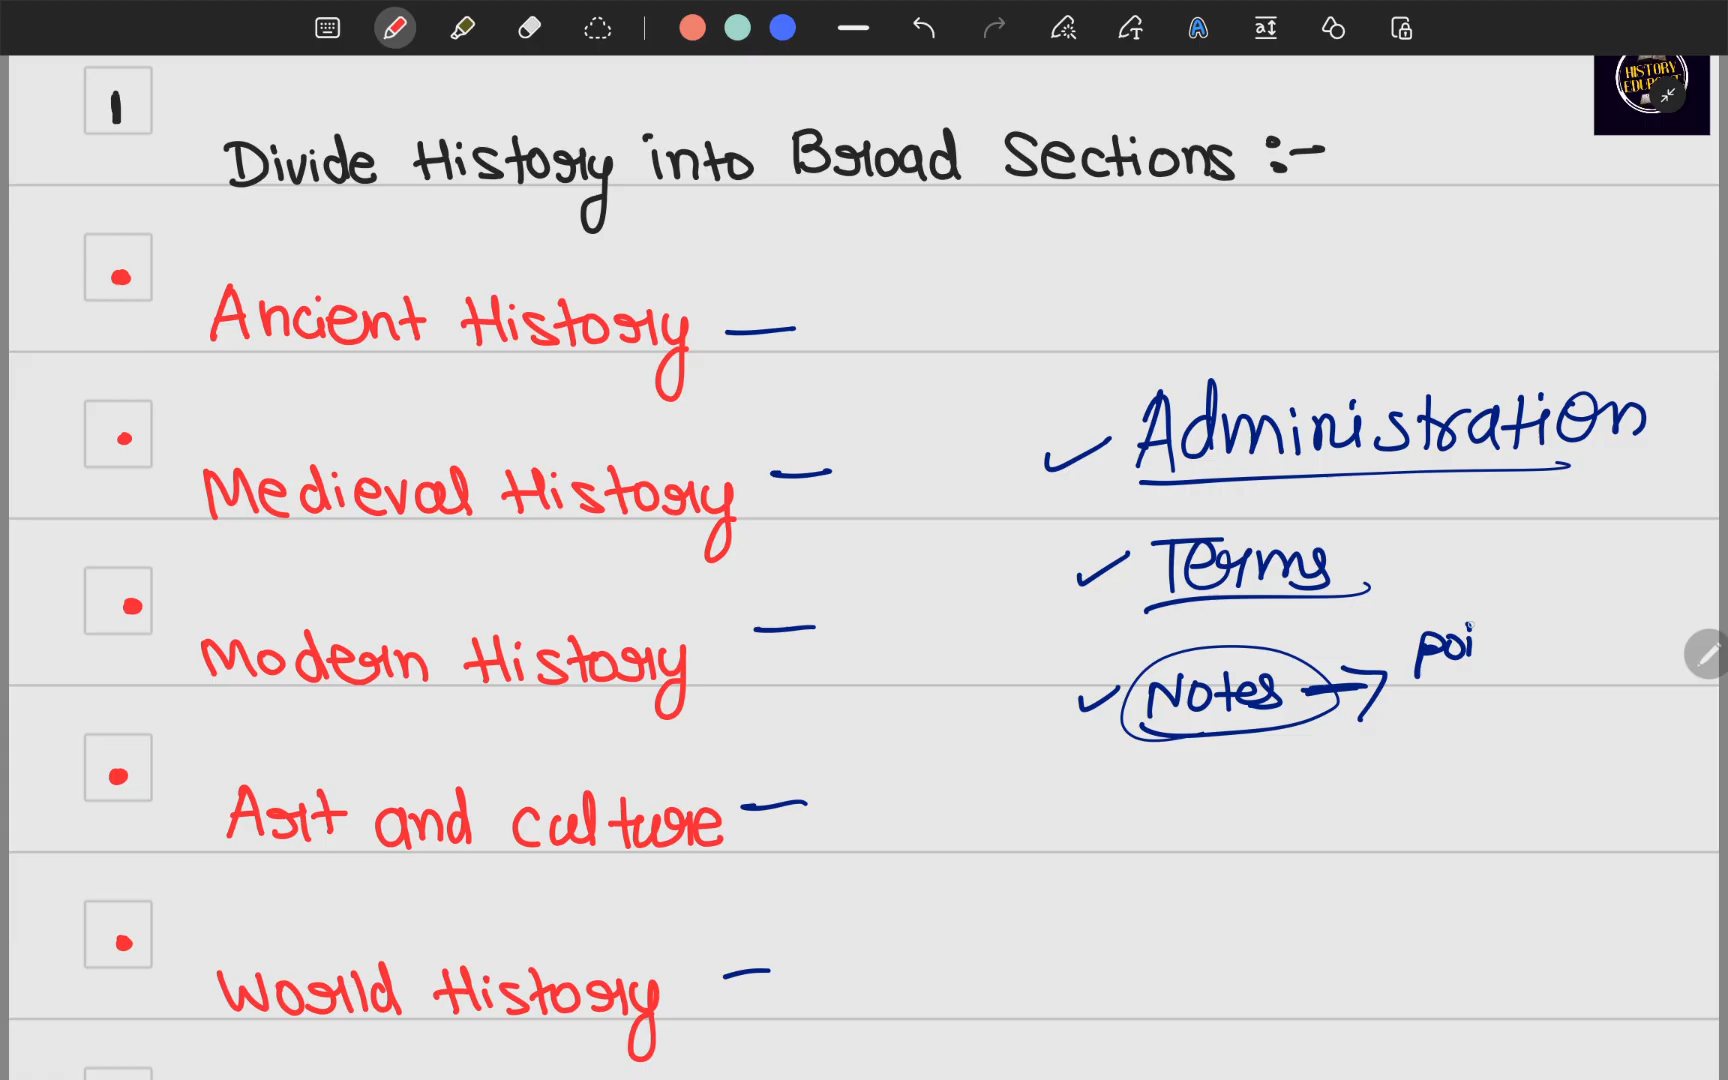 HISTORY
1
Divide History into Broad Sections :-
• Ancient History —
• Medieval History —
• Modern History —
• Art and culture —
• World History —
✓ Administration
✓ Terms
✓ Notes → poi